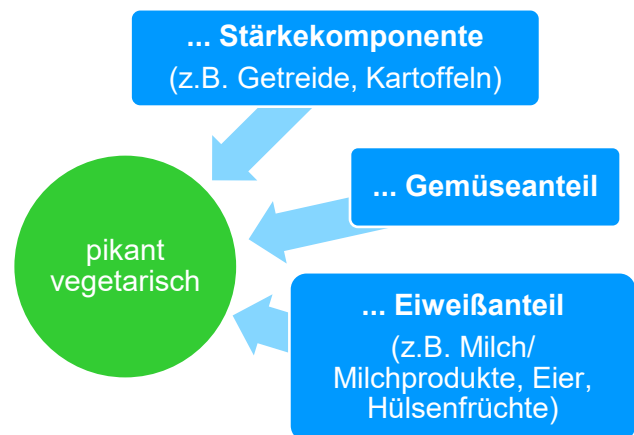 ... Stärkekomponente
(z.B. Getreide, Kartoffeln)
... Gemüseanteil
pikant
vegetarisch
... Eiweißanteil
(z.B. Milch/
Milchprodukte, Eier,
Hülsenfrüchte)